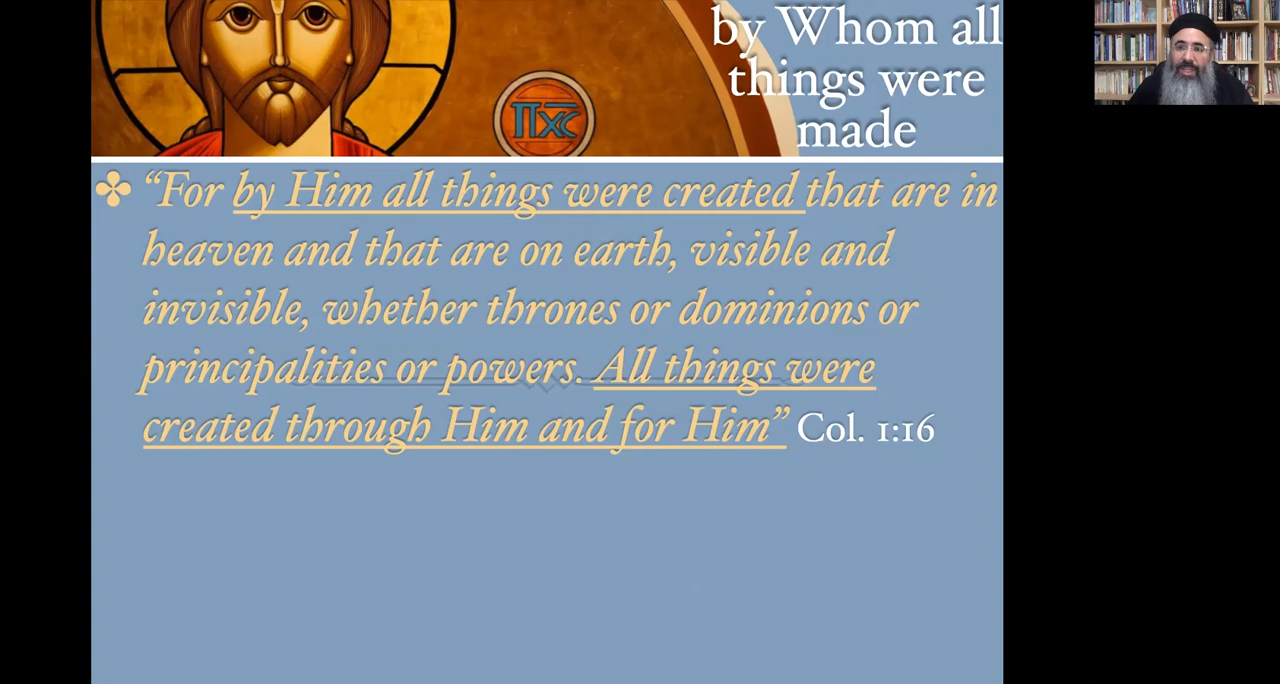 by Whom all
things were
made
Ⲡⲭ̅ⲥ̅
“For by Him all things were created that are in
heaven and that are on earth, visible and
invisible, whether thrones or dominions or
principalities or powers. All things were
created through Him and for Him” Col. 1:16